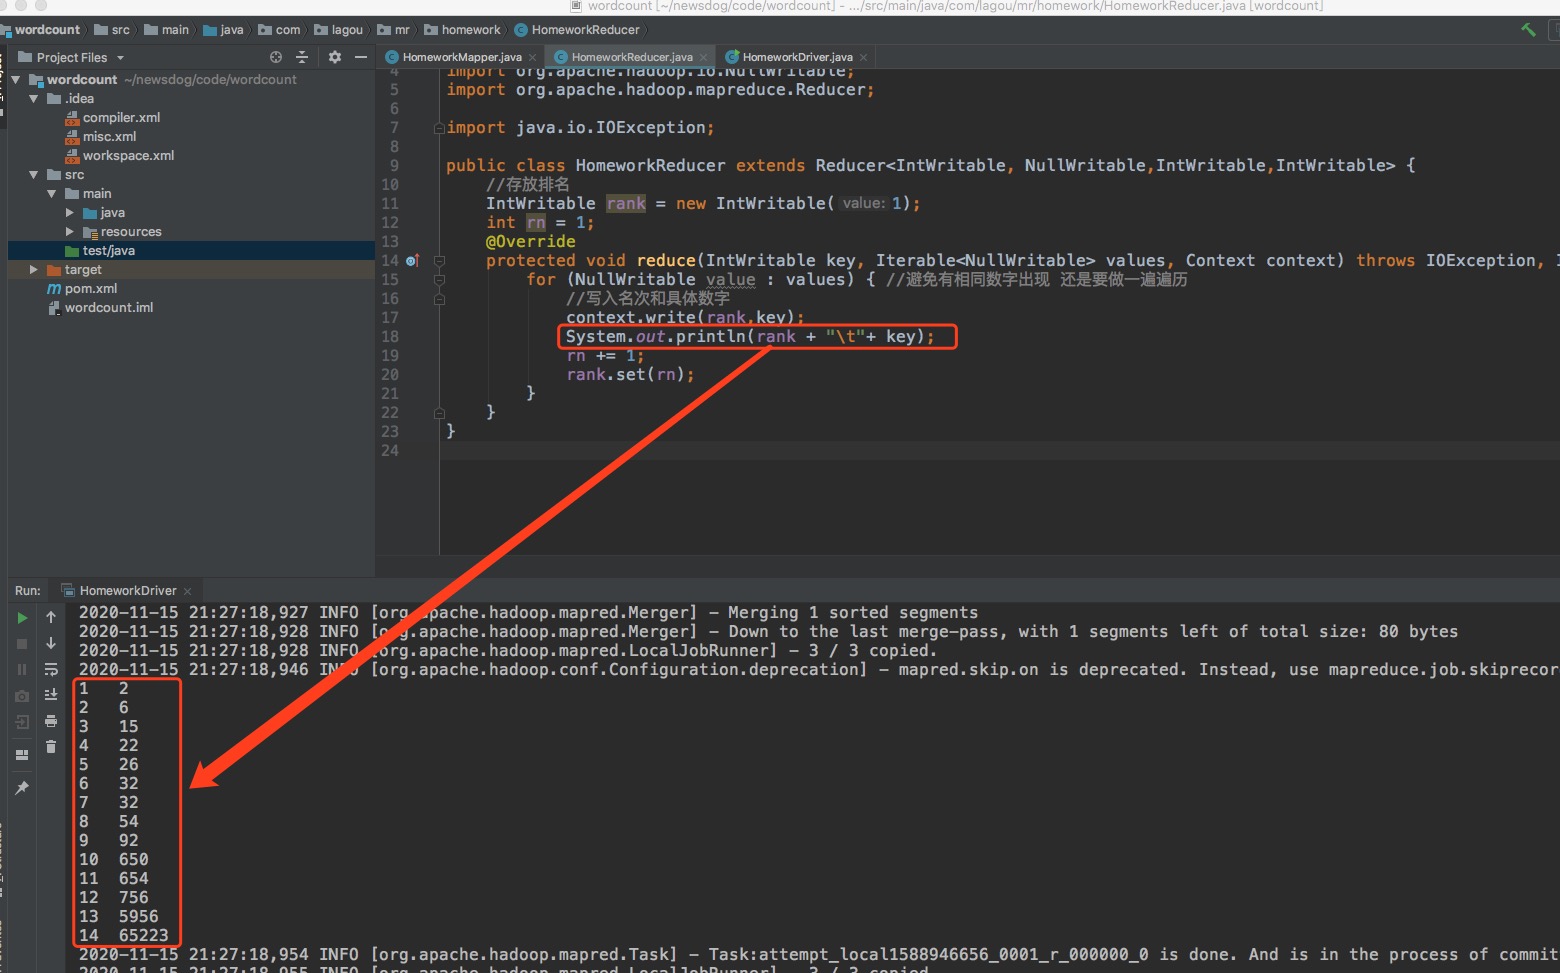 wordcount [~/newsdog/code/wordcount] - .../src/main/java/com/lagou/mr/homework/HomeworkReducer.java [wordcount]
wordcount src main java com lagou mr homework HomeworkReducer
Project Files
HomeworkMapper.java HomeworkReducer.java HomeworkDriver.java
wordcount ~/newsdog/code/wordcount
.idea
compiler.xml
misc.xml
workspace.xml
src
main
java
resources
test/java
target
pom.xml
wordcount.iml
4 import org.apache.hadoop.io.NullWritable;
5 import org.apache.hadoop.mapreduce.Reducer;
6
7 import java.io.IOException;
8
9 public class HomeworkReducer extends Reducer<IntWritable, NullWritable,IntWritable,IntWritable> {
10 //存放排名
11 IntWritable rank = new IntWritable( value: 1);
12 int rn = 1;
13 @Override
14 protected void reduce(IntWritable key, Iterable<NullWritable> values, Context context) throws IOException, I
15 for (NullWritable value : values) { //避免有相同数字出现 还是要做一遍遍历
16 //写入名次和具体数字
17 context.write(rank,key);
18 System.out.println(rank + "\t"+ key);
19 rn += 1;
20 rank.set(rn);
21 }
22 }
23 }
24
Run: HomeworkDriver
2020-11-15 21:27:18,927 INFO [org.apache.hadoop.mapred.Merger] - Merging 1 sorted segments
2020-11-15 21:27:18,928 INFO [org.apache.hadoop.mapred.Merger] - Down to the last merge-pass, with 1 segments left of total size: 80 bytes
2020-11-15 21:27:18,928 INFO [org.apache.hadoop.mapred.LocalJobRunner] - 3 / 3 copied.
2020-11-15 21:27:18,946 INFO [org.apache.hadoop.conf.Configuration.deprecation] - mapred.skip.on is deprecated. Instead, use mapreduce.job.skiprecor
1 2
2 6
3 15
4 22
5 26
6 32
7 32
8 54
9 92
10 650
11 654
12 756
13 5956
14 65223
2020-11-15 21:27:18,954 INFO [org.apache.hadoop.mapred.Task] - Task:attempt_local1588946656_0001_r_000000_0 is done. And is in the process of commit
2020-11-15 21:27:18,955 INFO [org.apache.hadoop.mapred.LocalJobRunner] - 3 / 3 copied.